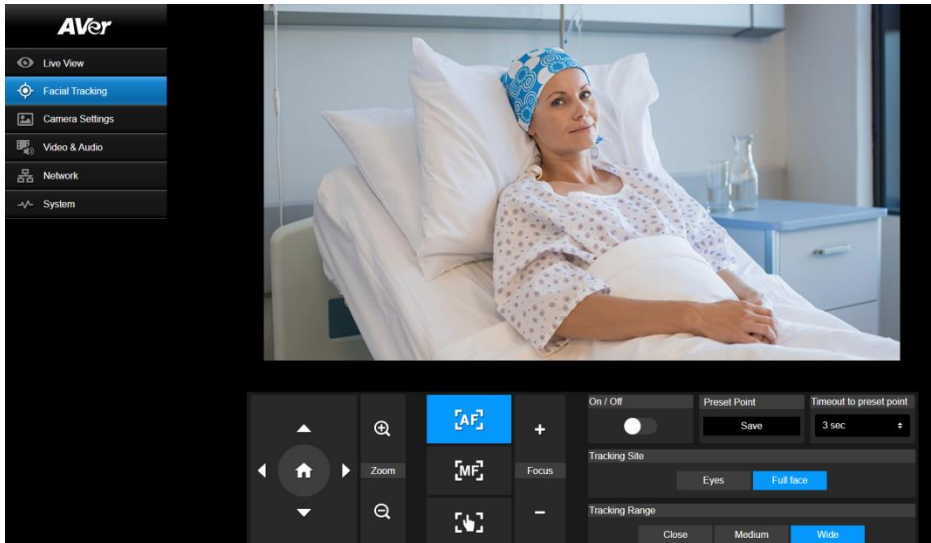 AVer
Live View
Facial Tracking
Camera Settings
Video & Audio
Network
System
AF
MF
Zoom
+
Focus
−
On / Off
Preset Point
Timeout to preset point
Save
3 sec
Tracking Site
Eyes
Full face
Tracking Range
Close
Medium
Wide